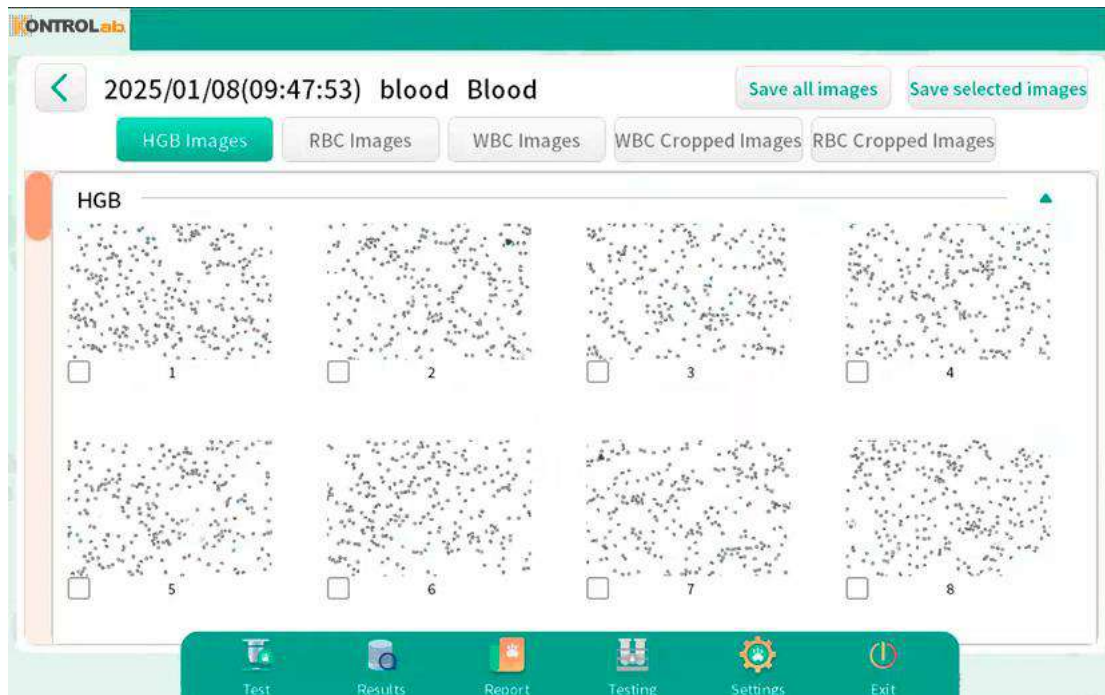 KONTROLab
2025/01/08(09:47:53) blood Blood
Save all images
Save selected images
HGB Images
RBC Images
WBC Images
WBC Cropped Images
RBC Cropped Images
HGB
1
2
3
4
5
6
7
8
Test
Results
Report
Testing
Settings
Exit